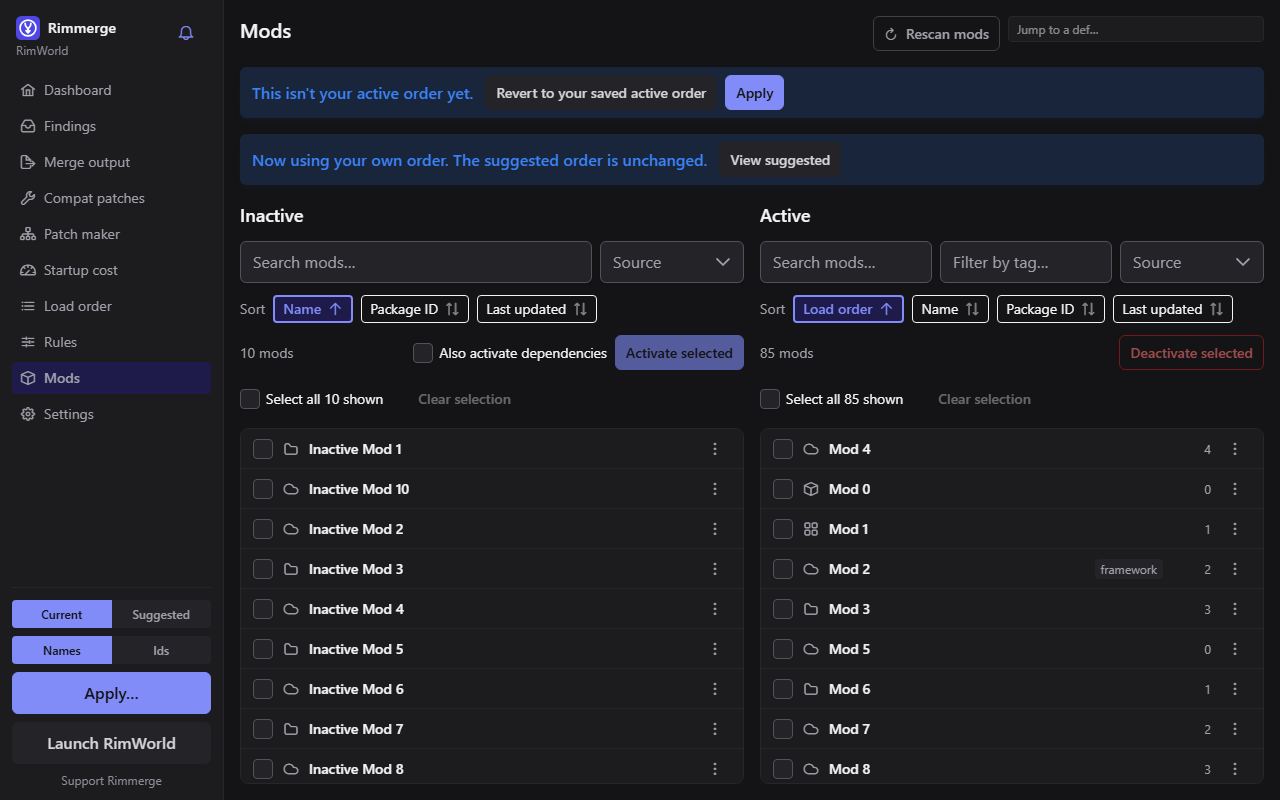 Rimmerge
RimWorld
Dashboard
Findings
Merge output
Compat patches
Patch maker
Startup cost
Load order
Rules
Mods
Settings
Current Suggested
Names Ids
Apply...
Launch RimWorld
Support Rimmerge
Mods
Rescan mods
Jump to a def...
This isn't your active order yet. Revert to your saved active order Apply
Now using your own order. The suggested order is unchanged. View suggested
Inactive
Search mods... Source
Sort Name Package ID Last updated
10 mods Also activate dependencies Activate selected
Select all 10 shown Clear selection
Inactive Mod 1
Inactive Mod 10
Inactive Mod 2
Inactive Mod 3
Inactive Mod 4
Inactive Mod 5
Inactive Mod 6
Inactive Mod 7
Inactive Mod 8
Active
Search mods... Filter by tag... Source
Sort Load order Name Package ID Last updated
85 mods Deactivate selected
Select all 85 shown Clear selection
Mod 4 4
Mod 0 0
Mod 1 1
Mod 2 framework 2
Mod 3 3
Mod 5 0
Mod 6 1
Mod 7 2
Mod 8 3